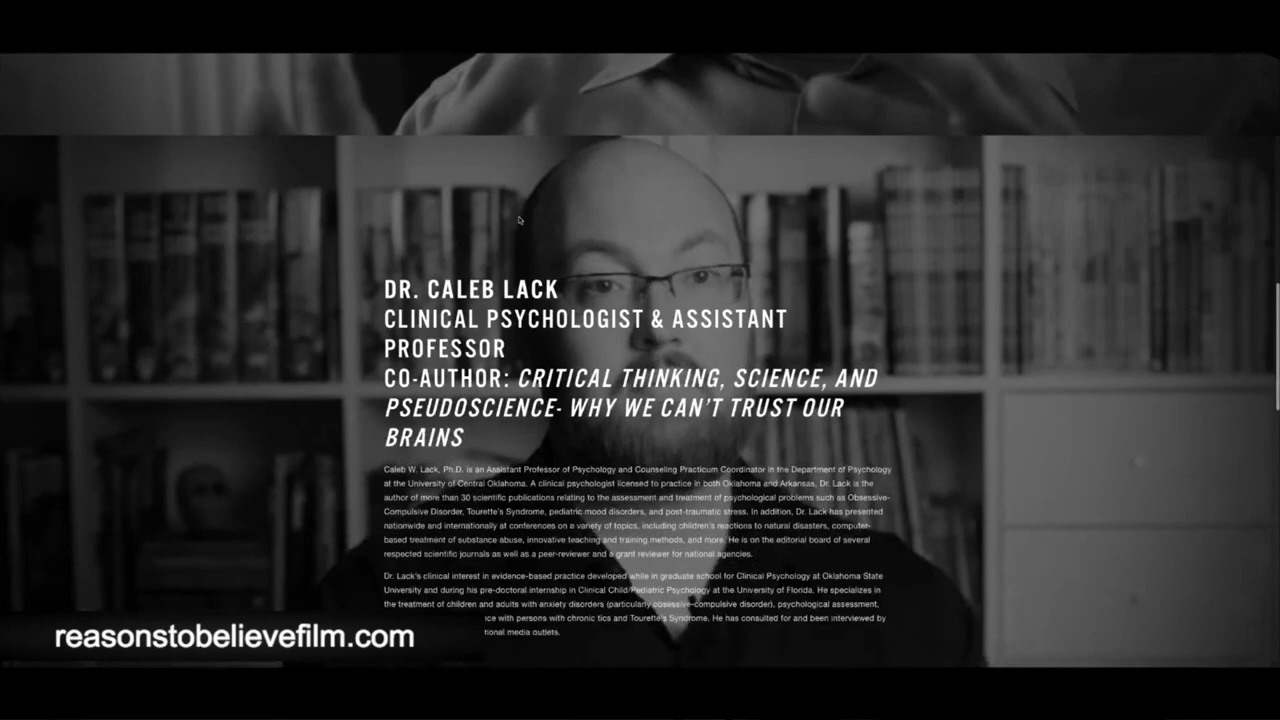 DR. CALEB LACK
CLINICAL PSYCHOLOGIST & ASSISTANT
PROFESSOR
CO-AUTHOR: CRITICAL THINKING, SCIENCE, AND
PSEUDOSCIENCE- WHY WE CAN'T TRUST OUR
BRAINS
Caleb W. Lack, Ph.D. is an Assistant Professor of Psychology and Counseling Practicum Coordinator in the Department of Psychology
at the University of Central Oklahoma. A clinical psychologist licensed to practice in both Oklahoma and Arkansas, Dr. Lack is the
author of more than 30 scientific publications relating to the assessment and treatment of psychological problems such as Obsessive-
Compulsive Disorder, Tourette's Syndrome, pediatric mood disorders, and post-traumatic stress. In addition, Dr. Lack has presented
nationwide and internationally at conferences on a variety of topics, including children's reactions to natural disasters, computer-
based treatment of substance abuse, innovative teaching and training methods, and more. He is on the editorial board of several
respected scientific journals as well as a peer-reviewer and a grant reviewer for national agencies.
Dr. Lack's clinical interest in evidence-based practice developed while in graduate school for Clinical Psychology at Oklahoma State
University and during his pre-doctoral internship in Clinical Child/Pediatric Psychology at the University of Florida. He specializes in
the treatment of children and adults with anxiety disorders (particularly obsessive-compulsive disorder), psychological assessment,
with persons with chronic tics and Tourette's Syndrome. He has consulted for and been interviewed by
media outlets.
reasonstobelievefilm.com